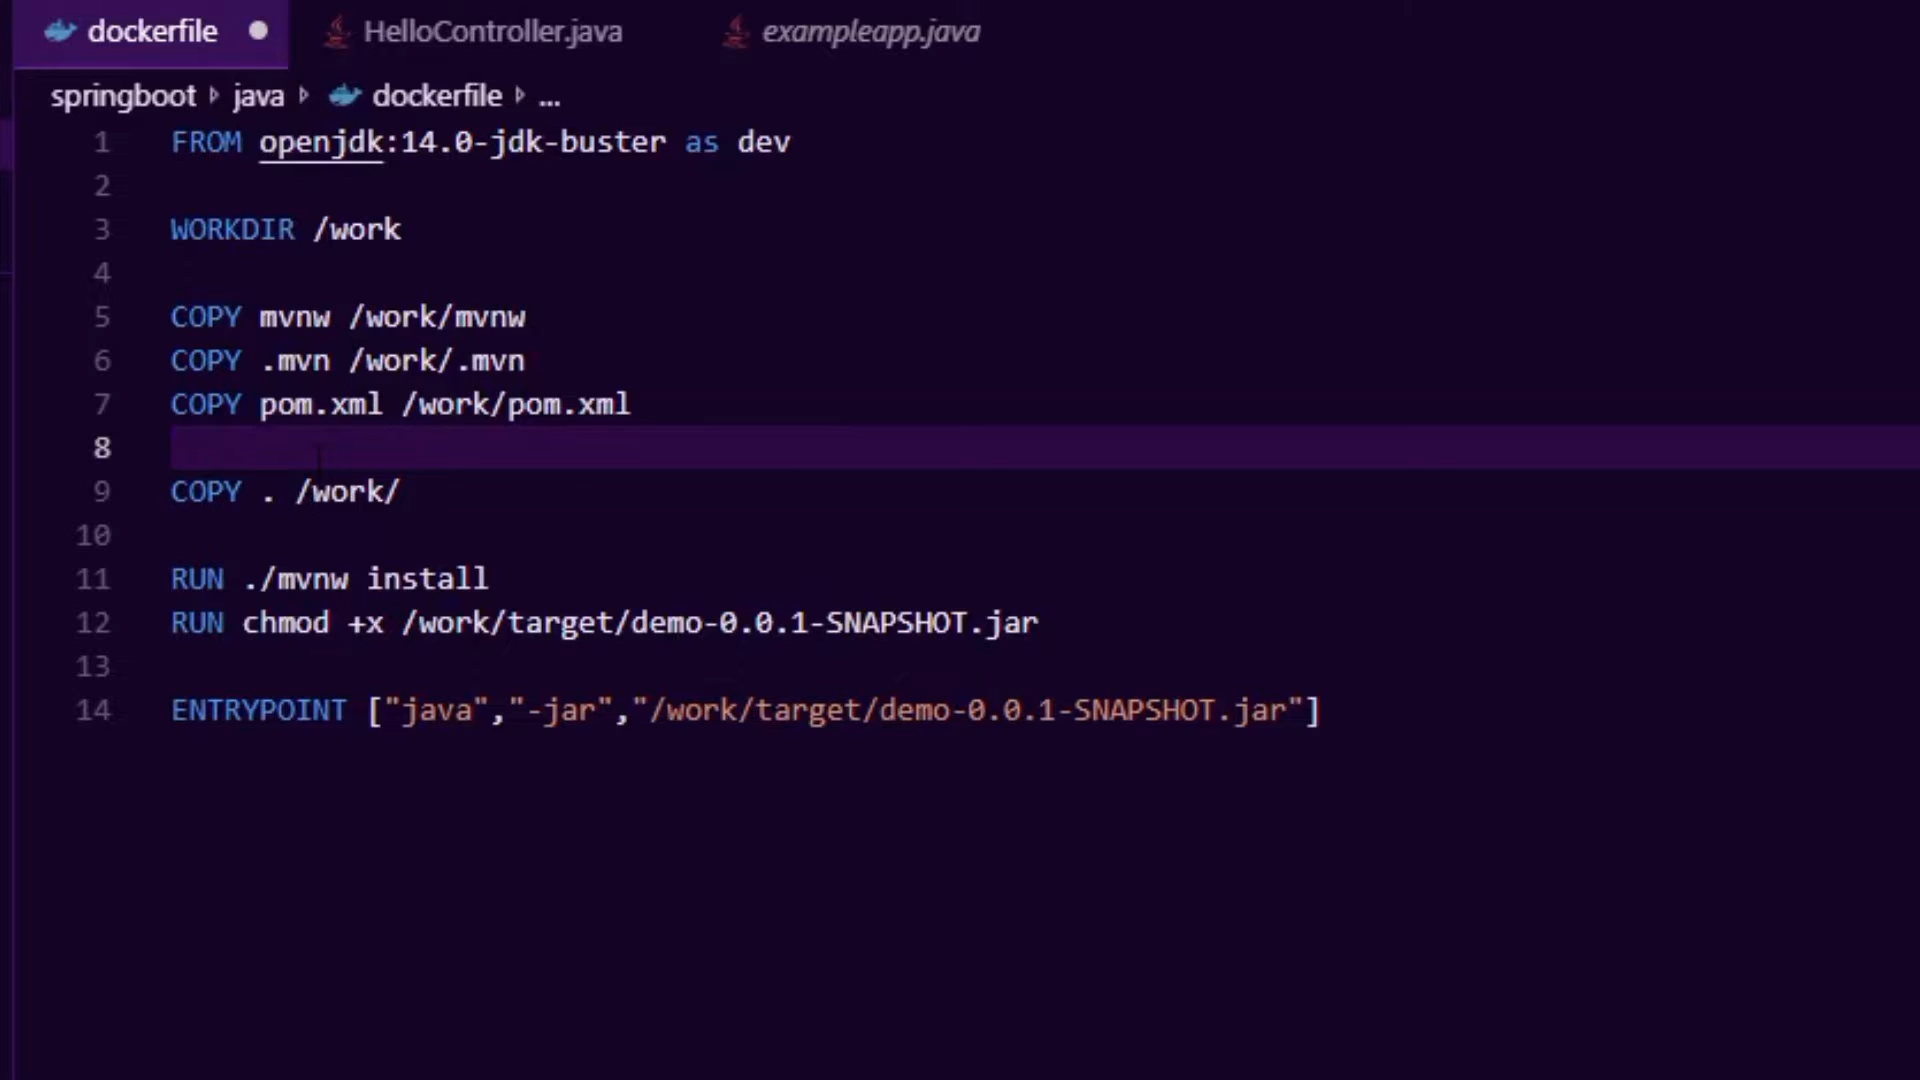 dockerfile HelloController.java exampleapp.java
springboot java dockerfile ...
1 FROM openjdk:14.0-jdk-buster as dev
2
3 WORKDIR /work
4
5 COPY mvnw /work/mvnw
6 COPY .mvn /work/.mvn
7 COPY pom.xml /work/pom.xml
8
9 COPY . /work/
10
11 RUN ./mvnw install
12 RUN chmod +x /work/target/demo-0.0.1-SNAPSHOT.jar
13
14 ENTRYPOINT ["java","-jar","/work/target/demo-0.0.1-SNAPSHOT.jar"]